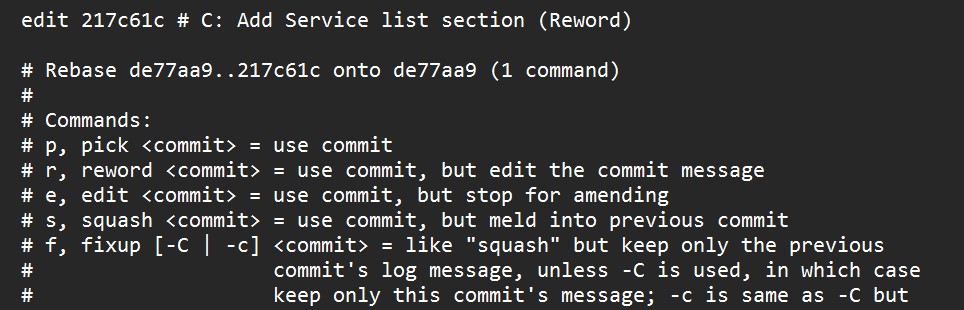 edit 217c61c # C: Add Service list section (Reword)
# Rebase de77aa9..217c61c onto de77aa9 (1 command)
#
# Commands:
# p, pick <commit> = use commit
# r, reword <commit> = use commit, but edit the commit message
# e, edit <commit> = use commit, but stop for amending
# s, squash <commit> = use commit, but meld into previous commit
# f, fixup [-C | -c] <commit> = like "squash" but keep only the previous
#                    commit's log message, unless -C is used, in which case
#                    keep only this commit's message; -c is same as -C but